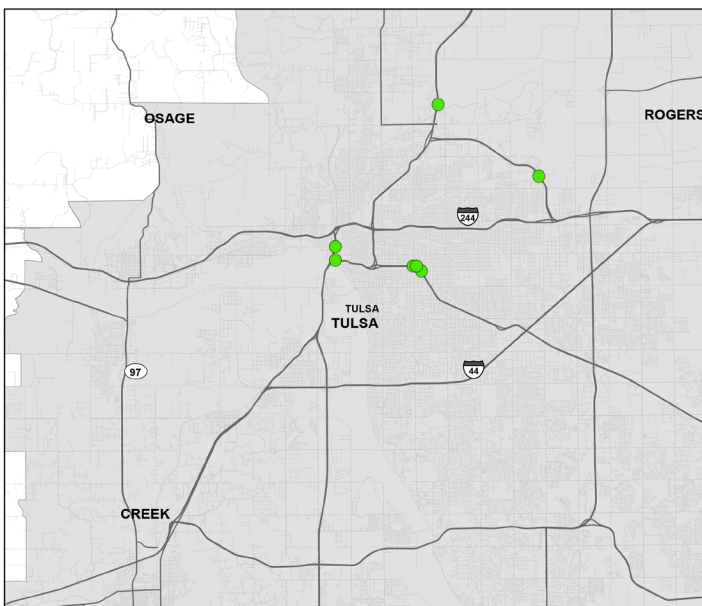 OSAGE
ROGERS
244
TULSA
TULSA
97
44
CREEK